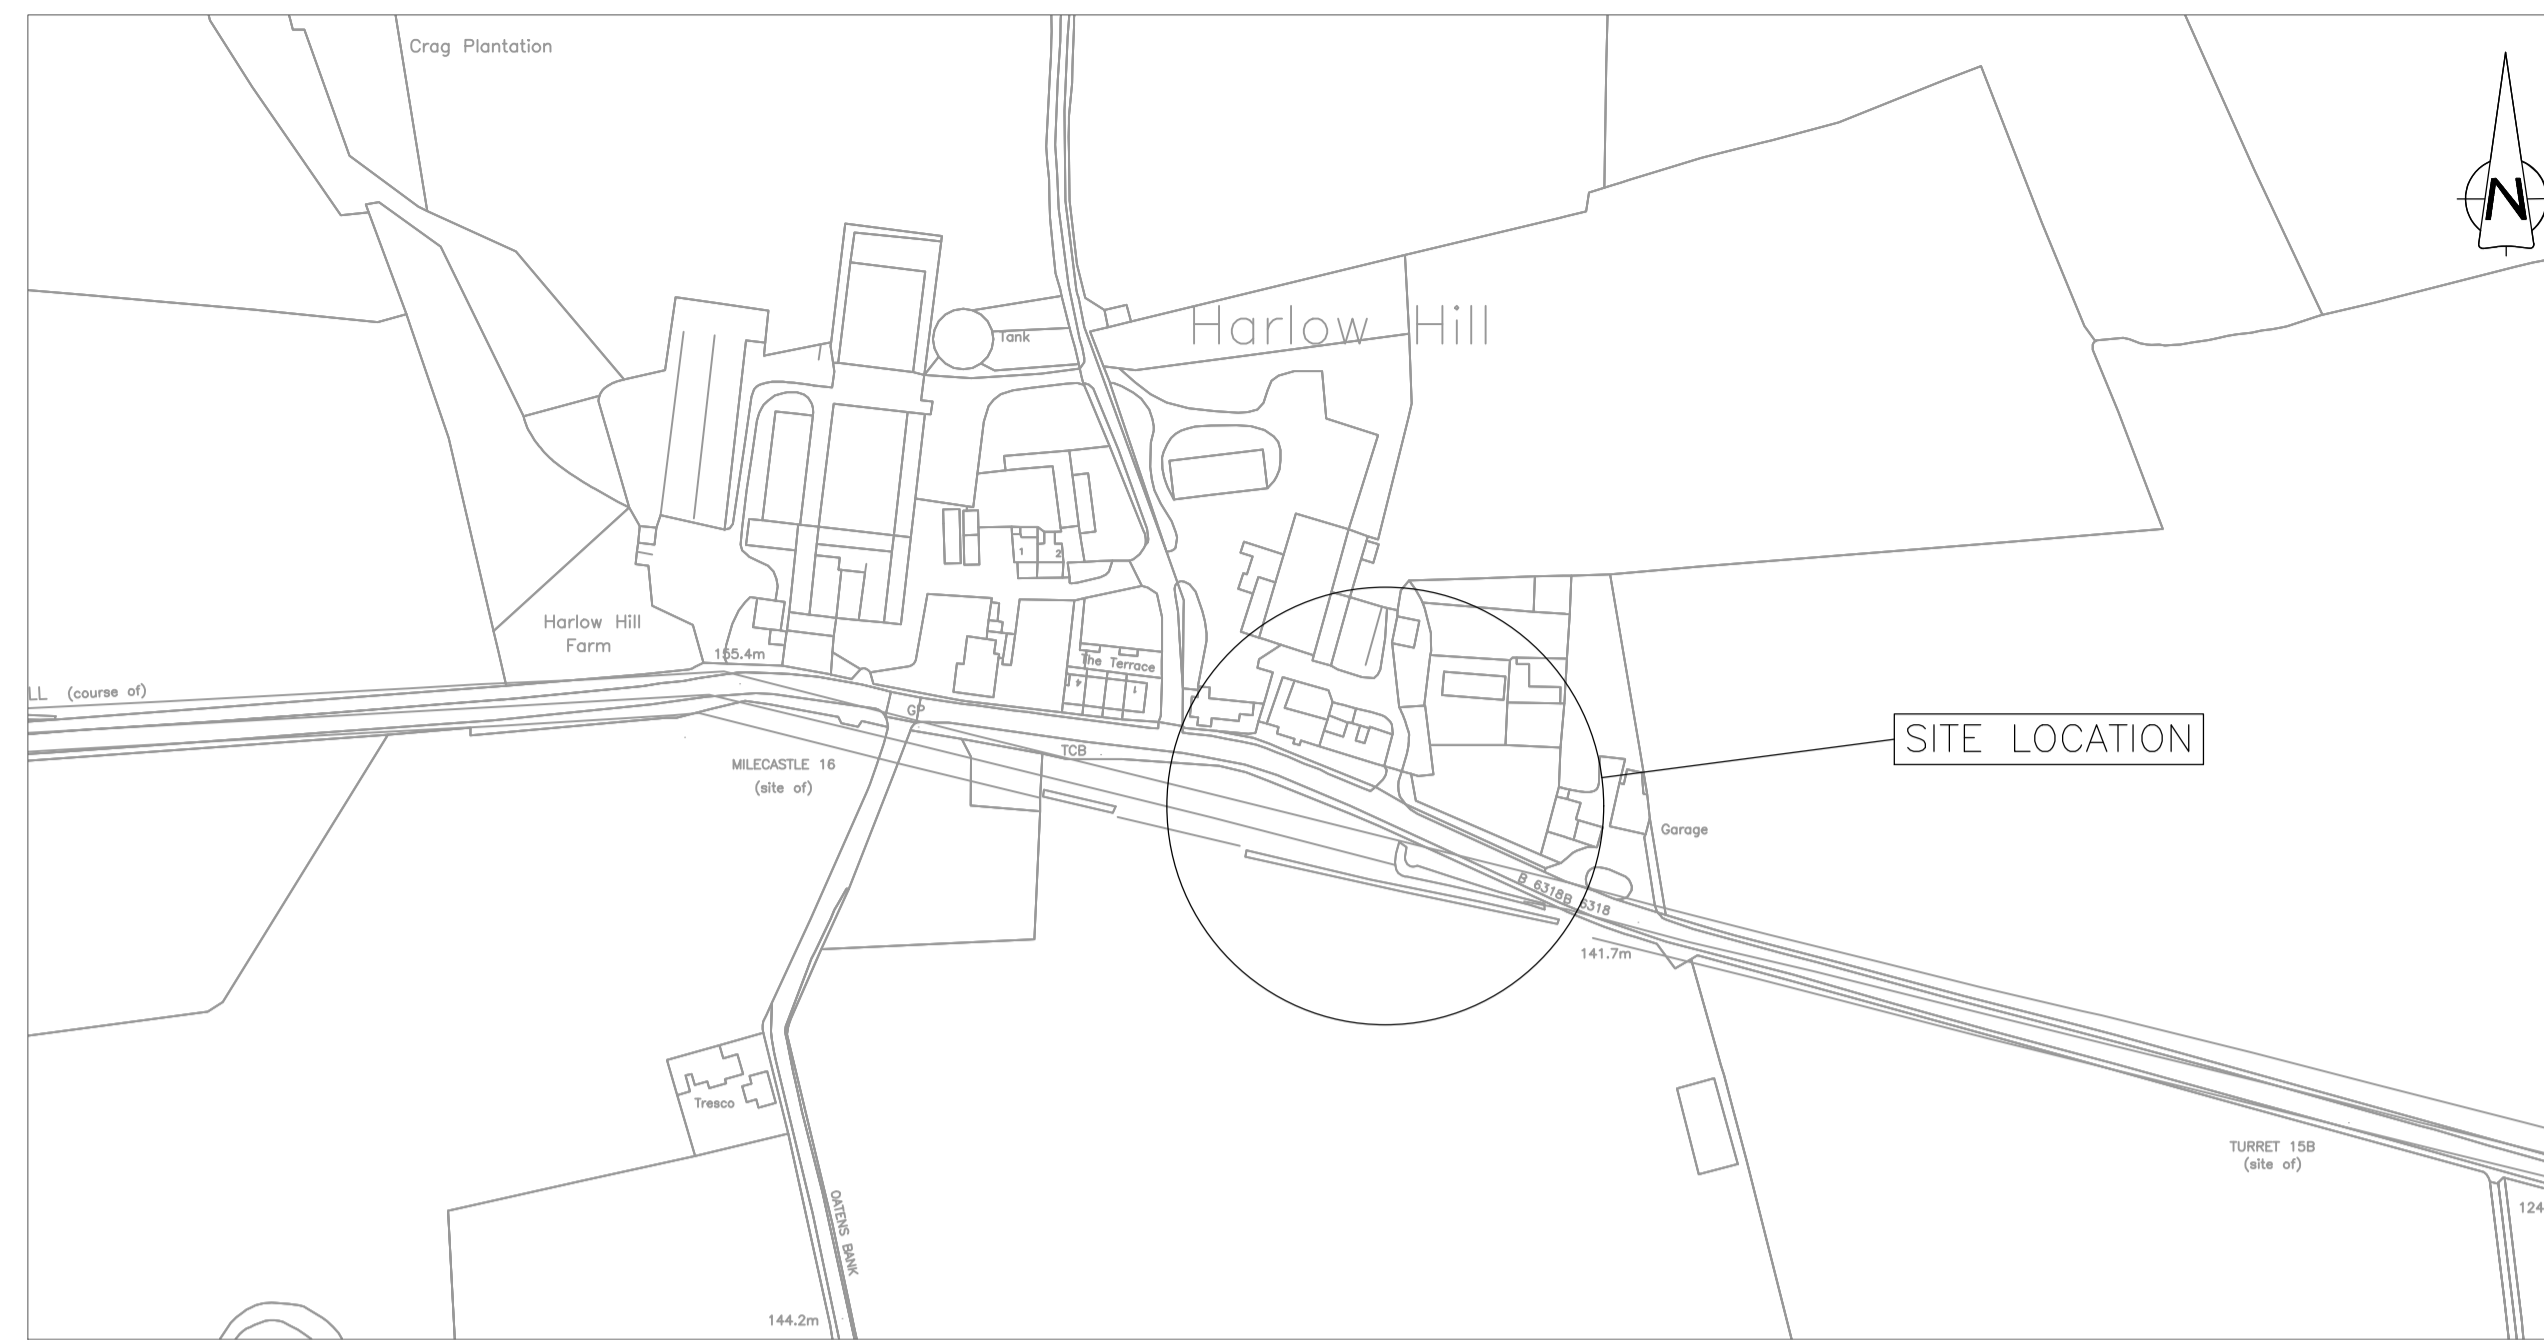 Crag Plantation
N
Harlow Hill
Tank
1
2
Harlow Hill
Farm
155.4m
The Terrace
4
1
LL (course of)
GP
TCB
SITE LOCATION
MILECASTLE 16
(site of)
Garage
B 6318
B 6318
141.7m
Tresco
TURRET 15B
(site of)
OATENS BANK
124
144.2m